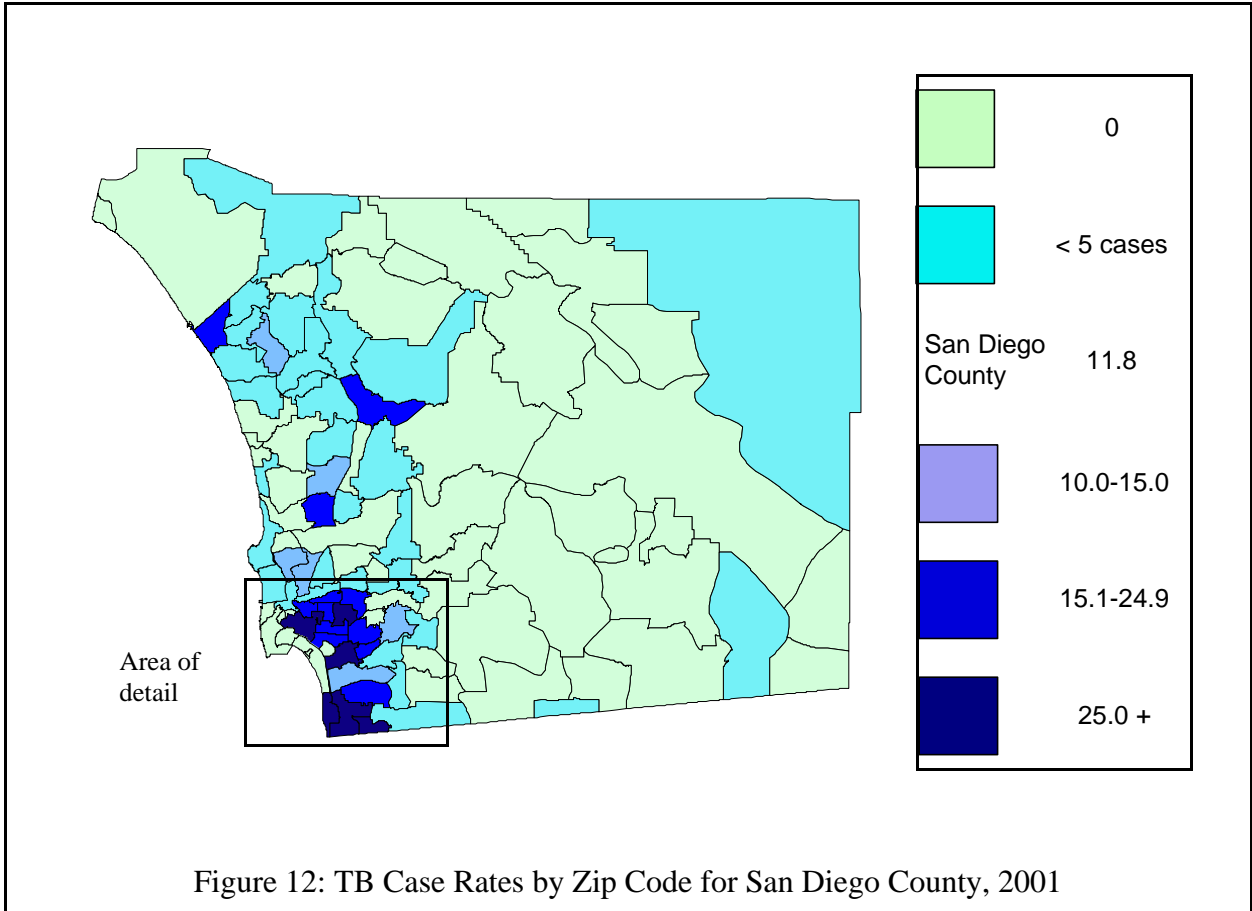 0
< 5 cases
San Diego
County
11.8
10.0-15.0
15.1-24.9
25.0 +
Area of
detail
Figure 12: TB Case Rates by Zip Code for San Diego County, 2001